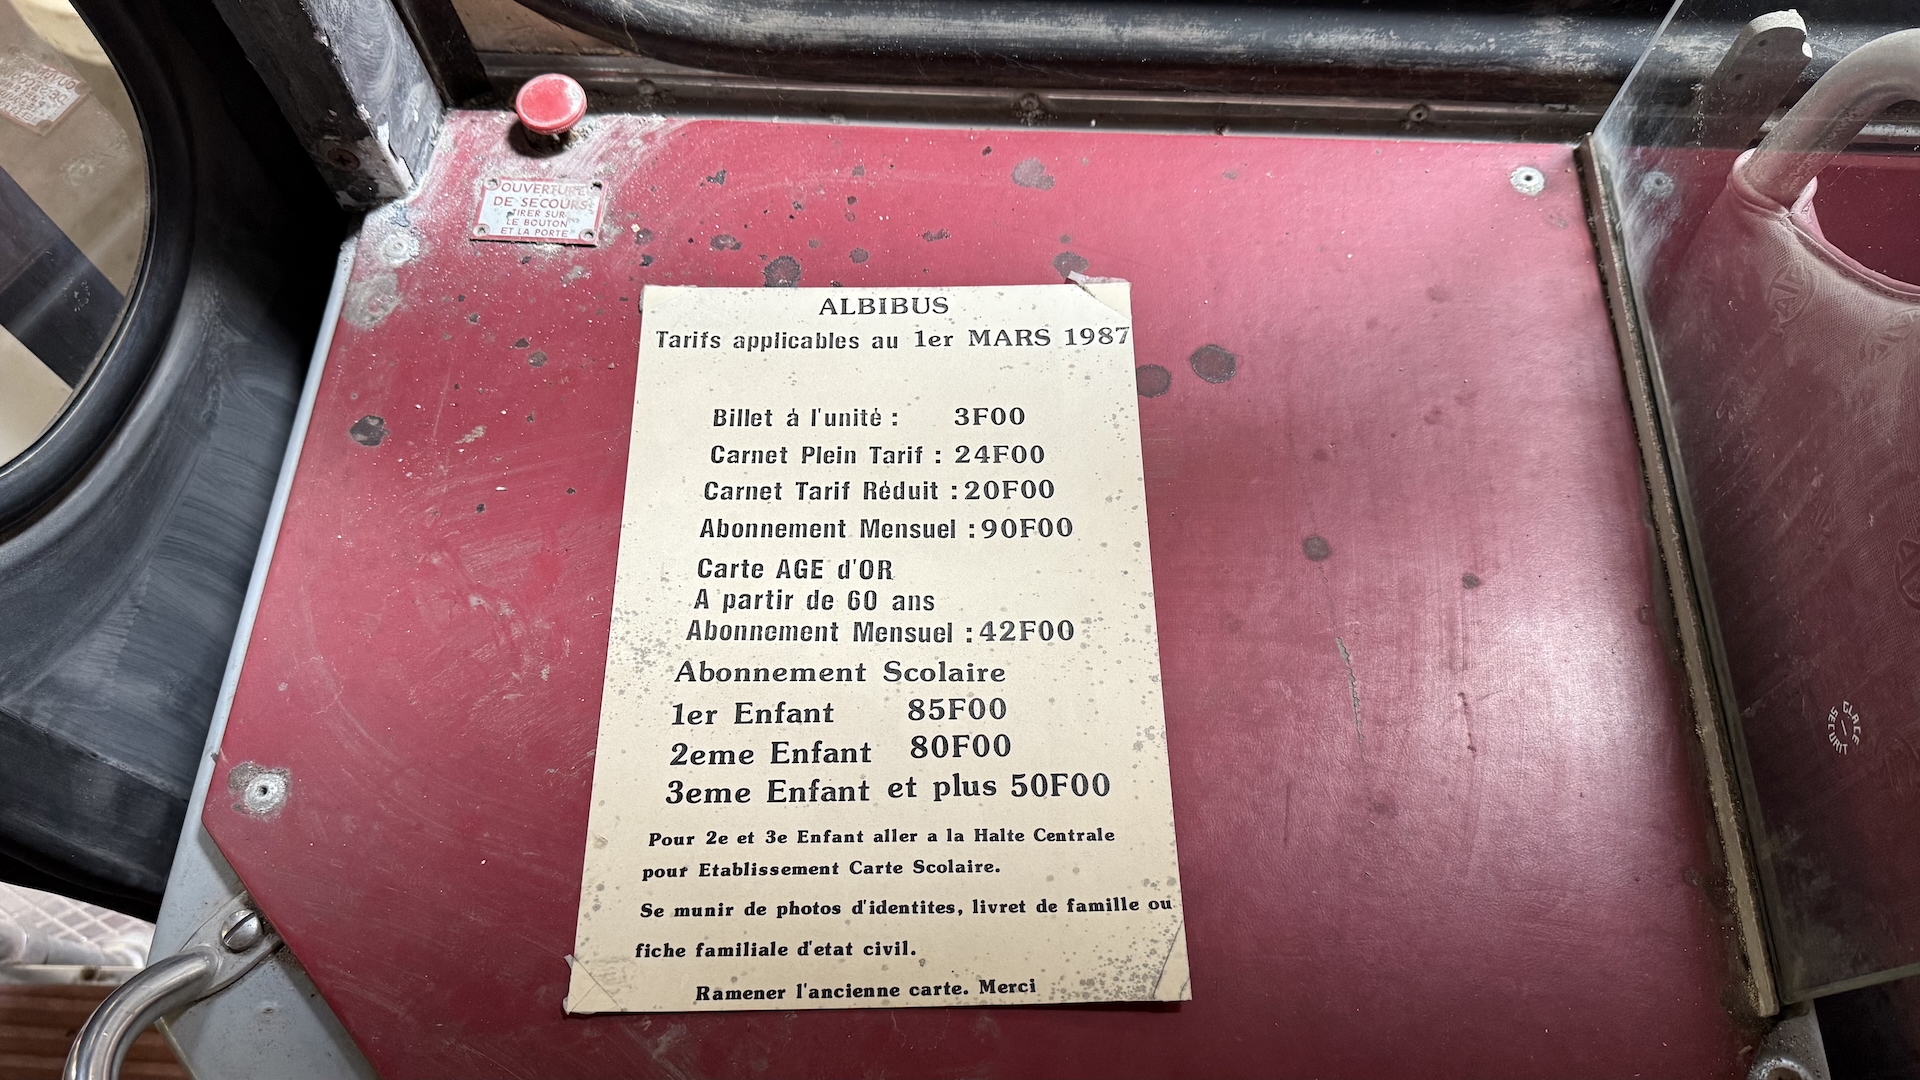 OUVERTURE
DE SECOURS
TIRER SUR
LE BOUTON
ET LA PORTE
ALBIBUS
Tarifs applicables au 1er MARS 1987
Billet à l'unité : 3F00
Carnet Plein Tarif : 24F00
Carnet Tarif Réduit : 20F00
Abonnement Mensuel : 90F00
Carte AGE d'OR
A partir de 60 ans
Abonnement Mensuel : 42F00
Abonnement Scolaire
1er Enfant 85F00
2eme Enfant 80F00
3eme Enfant et plus 50F00
Pour 2e et 3e Enfant aller a la Halte Centrale
pour Etablissement Carte Scolaire.
Se munir de photos d'identites, livret de famille ou
fiche familiale d'etat civil.
Ramener l'ancienne carte. Merci
GLACE
SECURIT